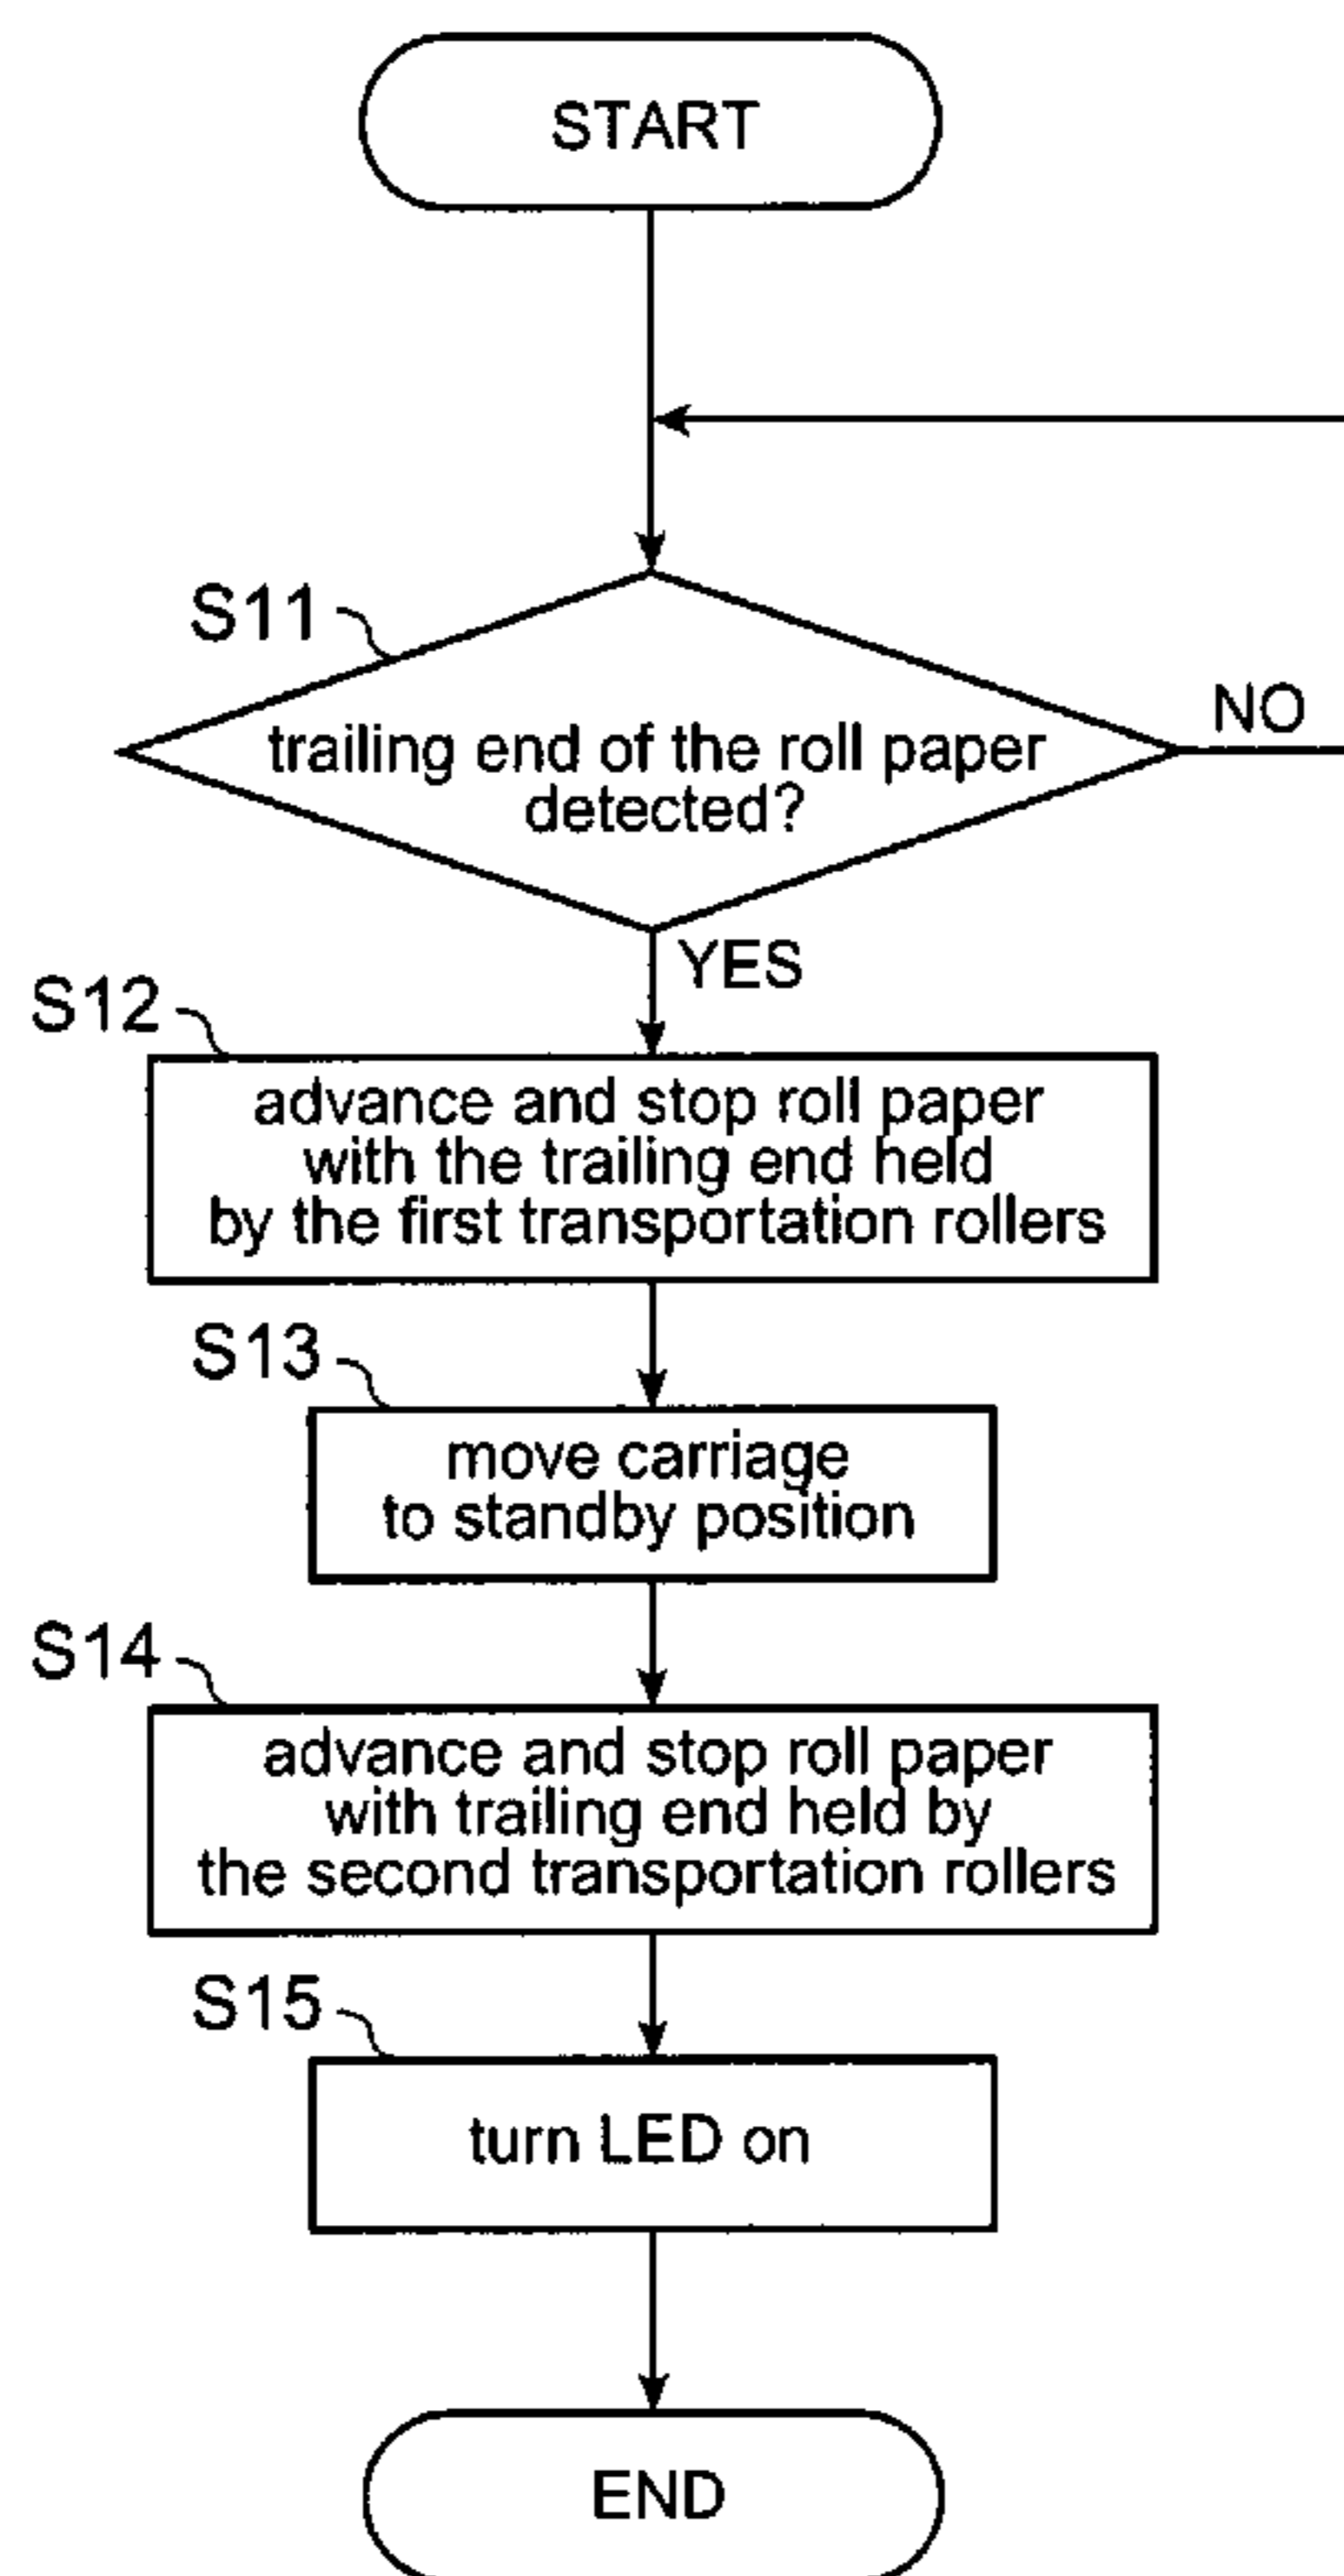 START
S11
trailing end of the roll paper
detected?
NO
YES
S12
advance and stop roll paper
with the trailing end held
by the first transportation rollers
S13
move carriage
to standby position
S14
advance and stop roll paper
with trailing end held by
the second transportation rollers
S15
turn LED on
END